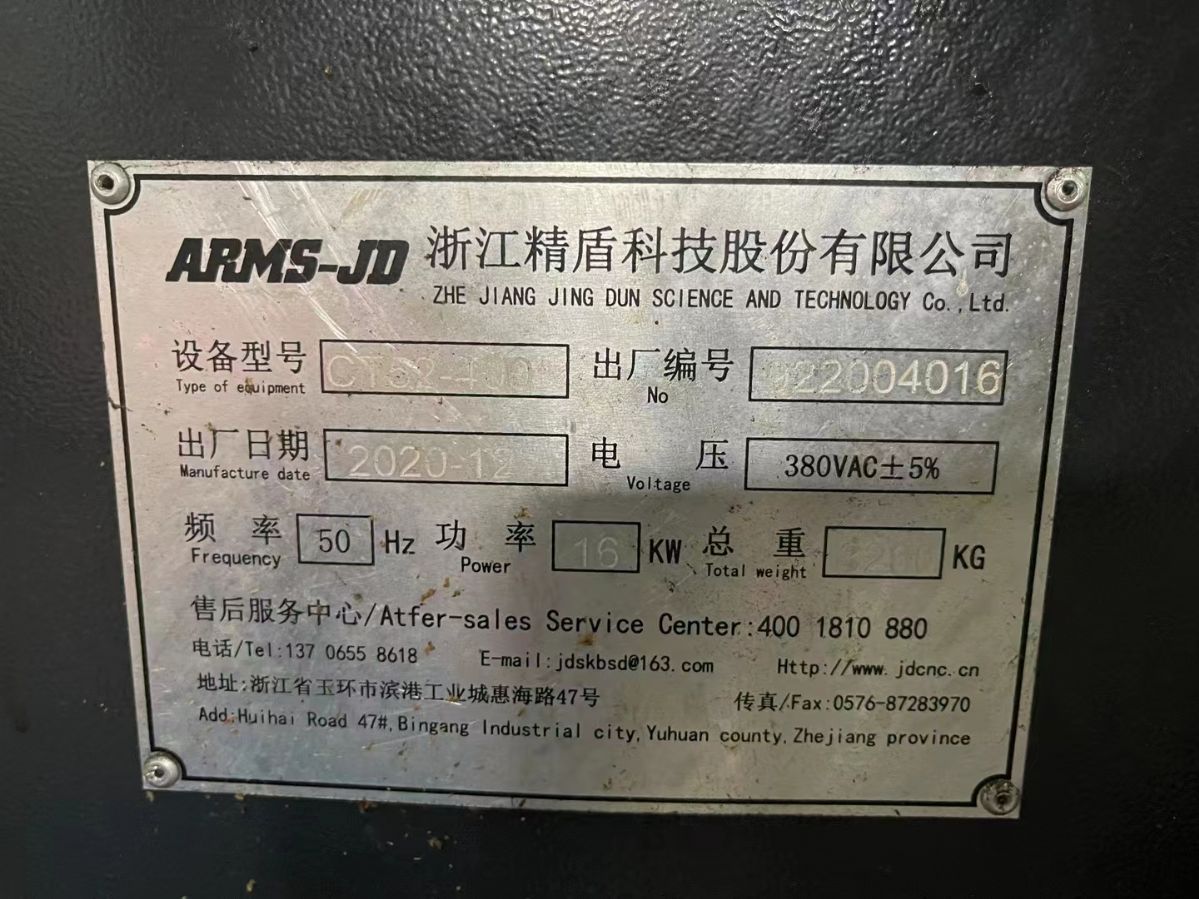 ARMS-JD 浙江精盾科技股份有限公司
ZHE JIANG JING DUN SCIENCE AND TECHNOLOGY Co.,Ltd.
设备型号 出厂编号
Type of equipment No
出厂日期 2020-12 电压 380VAC±5%
Manufacture date Voltage
频率 50 Hz 功率 16 KW 总重 KG
Frequency Power Total weight
售后服务中心/Atfer-sales Service Center:400 1810 880
电话/Tel:137 0655 8618 E-mail:jdskbsd@163.com Http://www.jdcnc.cn
地址:浙江省玉环市滨港工业城惠海路47号 传真/Fax:0576-87283970
Add:Huihai Road 47#,Bingang Industrial city,Yuhuan county,Zhejiang province